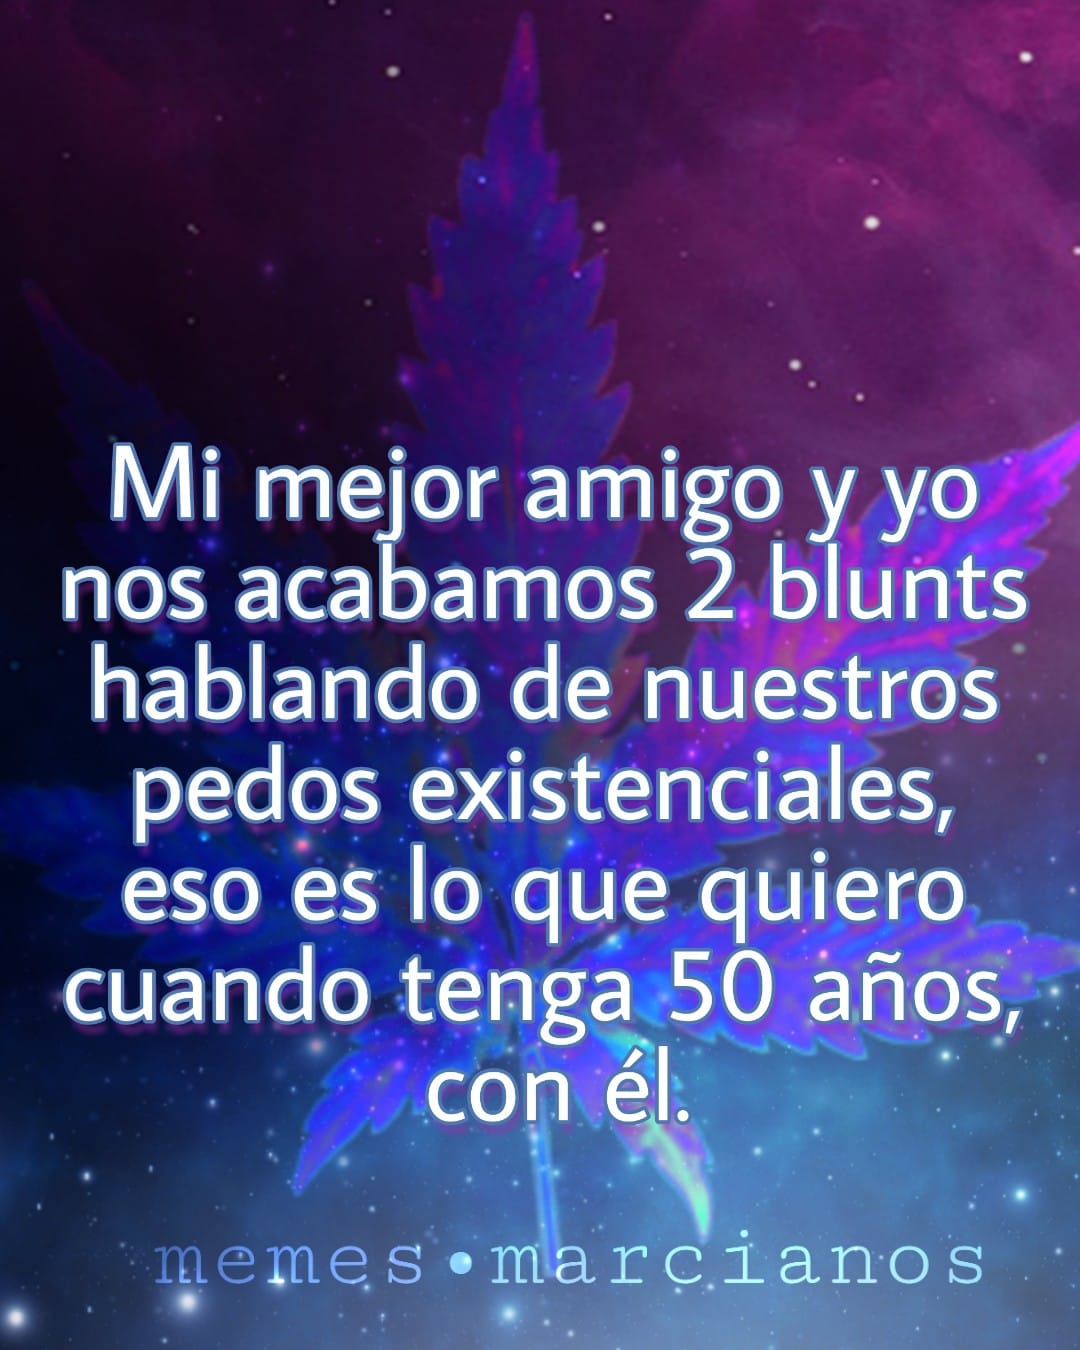 Mi mejor amigo y yo
nos acabamos 2 blunts
hablando de nuestros
pedos existenciales,
eso es lo que quiero
cuando tenga 50 años,
con él.
memes•marcianos